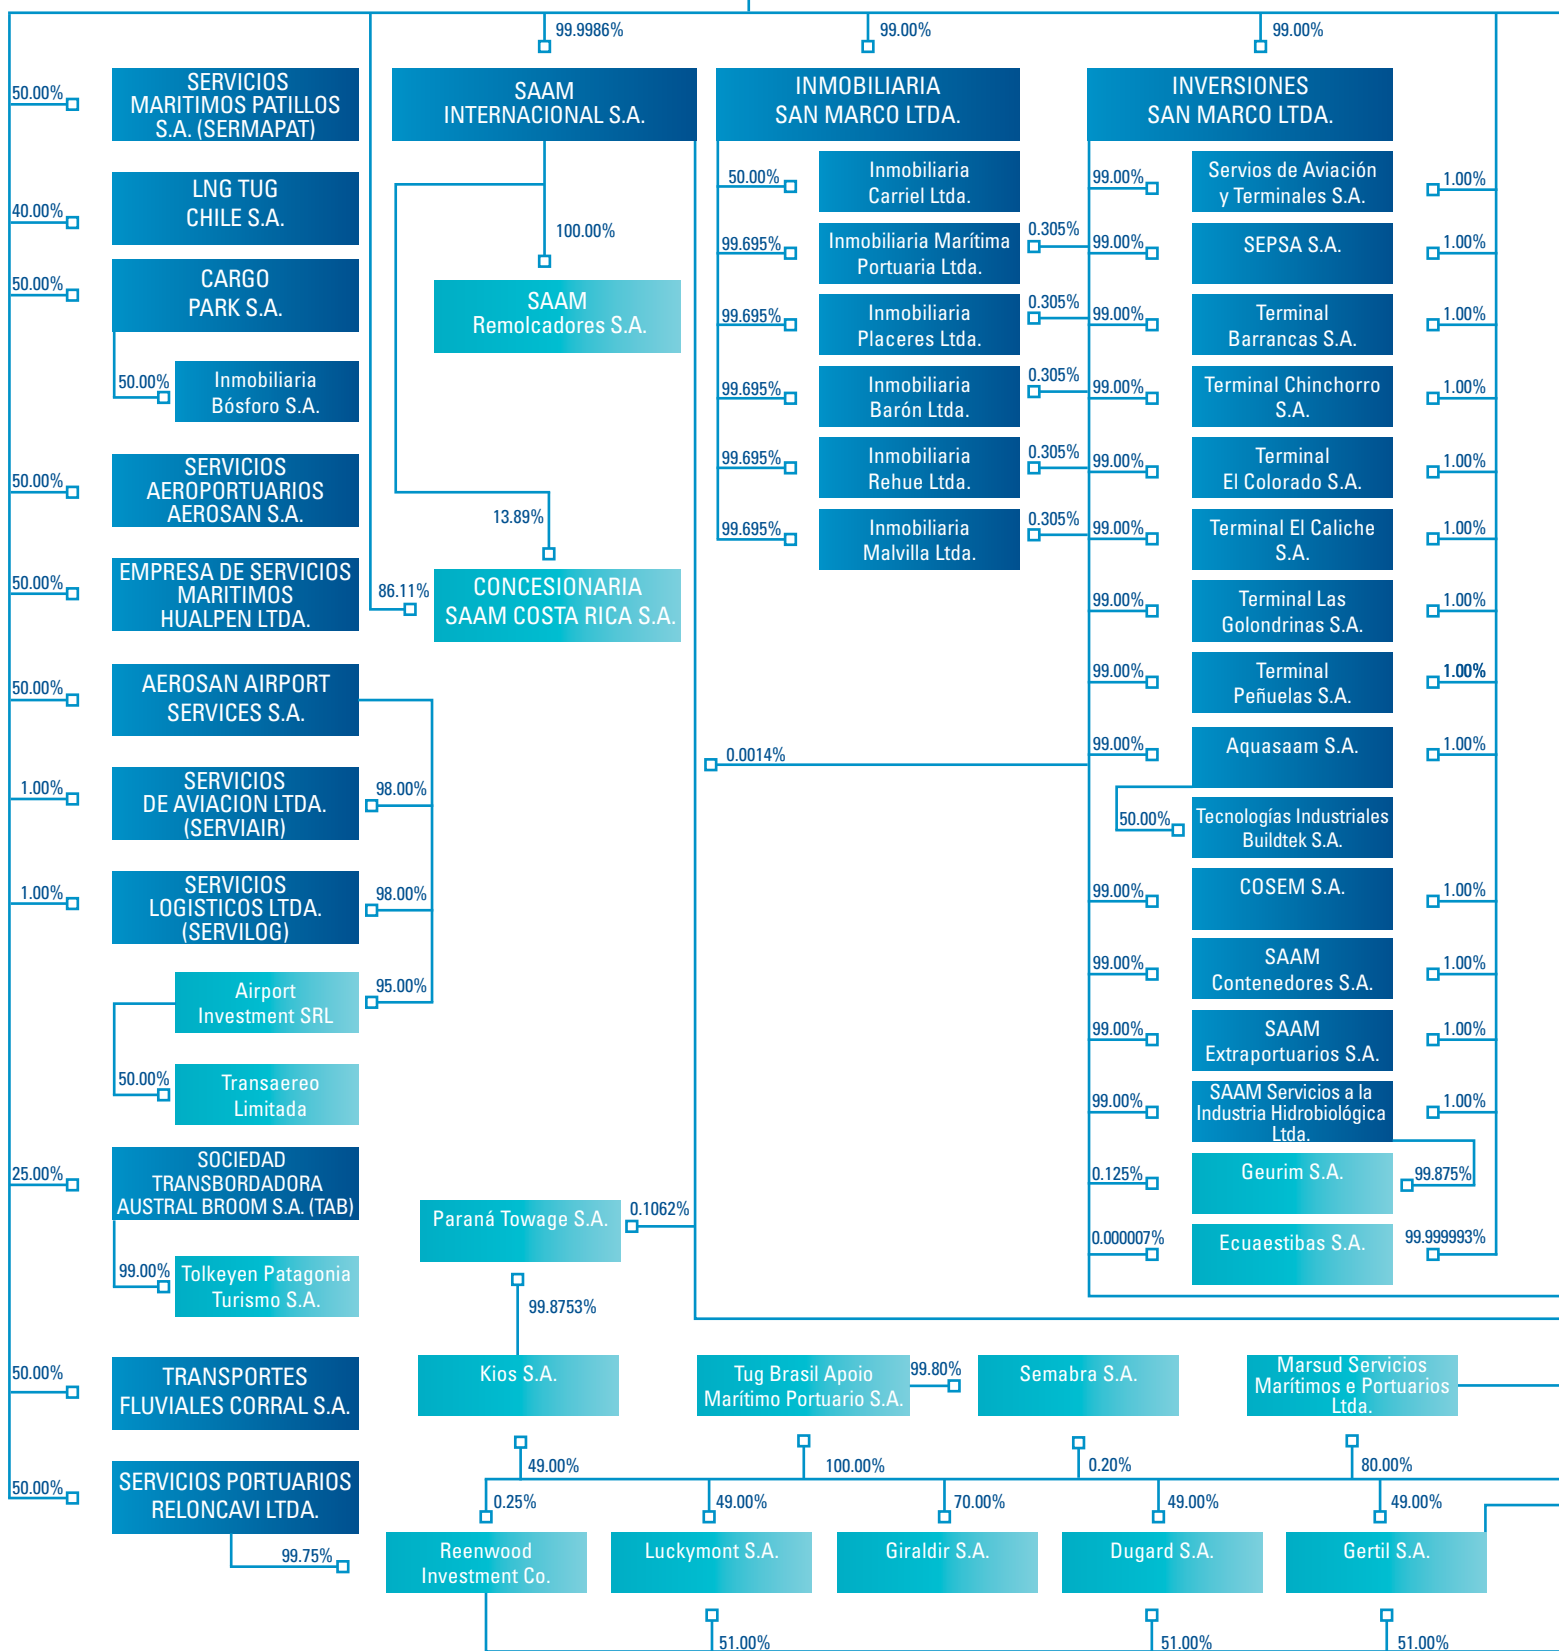 99.9986%
99.00%
99.00%
50.00%
SERVICIOS
MARITIMOS PATILLOS
S.A. (SERMAPAT)
40.00%
LNG TUG
CHILE S.A.
50.00%
CARGO
PARK S.A.
50.00%
Inmobiliaria
Bósforo S.A.
50.00%
SERVICIOS
AEROPORTUARIOS
AEROSAN S.A.
50.00%
EMPRESA DE SERVICIOS
MARITIMOS
HUALPEN LTDA.
50.00%
AEROSAN AIRPORT
SERVICES S.A.
1.00%
SERVICIOS
DE AVIACION LTDA.
(SERVIAIR)
98.00%
1.00%
SERVICIOS
LOGISTICOS LTDA.
(SERVILOG)
98.00%
Airport
Investment SRL
95.00%
50.00%
Transaereo
Limitada
25.00%
SOCIEDAD
TRANSBORDADORA
AUSTRAL BROOM S.A. (TAB)
99.00%
Tolkeyen Patagonia
Turismo S.A.
50.00%
TRANSPORTES
FLUVIALES CORRAL S.A.
50.00%
SERVICIOS PORTUARIOS
RELONCAVI LTDA.
99.75%
SAAM
INTERNACIONAL S.A.
100.00%
SAAM
Remolcadores S.A.
13.89%
86.11%
CONCESIONARIA
SAAM COSTA RICA S.A.
INMOBILIARIA
SAN MARCO LTDA.
50.00%
Inmobiliaria
Carriel Ltda.
99.695%
Inmobiliaria Marítima
Portuaria Ltda.
0.305%
99.695%
Inmobiliaria
Placeres Ltda.
0.305%
99.695%
Inmobiliaria
Barón Ltda.
0.305%
99.695%
Inmobiliaria
Rehue Ltda.
0.305%
99.695%
Inmobiliaria
Malvilla Ltda.
0.305%
0.0014%
INVERSIONES
SAN MARCO LTDA.
99.00%
Servios de Aviación
y Terminales S.A.
1.00%
99.00%
SEPSA S.A.
1.00%
99.00%
Terminal
Barrancas S.A.
1.00%
99.00%
Terminal Chinchorro
S.A.
1.00%
99.00%
Terminal
El Colorado S.A.
1.00%
99.00%
Terminal El Caliche
S.A.
1.00%
99.00%
Terminal Las
Golondrinas S.A.
1.00%
99.00%
Terminal
Peñuelas S.A.
1.00%
99.00%
Aquasaam S.A.
1.00%
50.00%
Tecnologías Industriales
Buildtek S.A.
99.00%
COSEM S.A.
1.00%
99.00%
SAAM
Contenedores S.A.
1.00%
99.00%
SAAM
Extraportuarios S.A.
1.00%
99.00%
SAAM Servicios a la
Industria Hidrobiológica
Ltda.
1.00%
0.125%
Geurim S.A.
99.875%
0.000007%
Ecuaestibas S.A.
99.999993%
Paraná Towage S.A.
0.1062%
99.8753%
Kios S.A.
Tug Brasil Apoio
Marítimo Portuario S.A.
99.80%
Semabra S.A.
Marsud Servicios
Marítimos e Portuarios
Ltda.
49.00%
100.00%
0.20%
80.00%
0.25%
49.00%
70.00%
49.00%
49.00%
Reenwood
Investment Co.
Luckymont S.A.
Giraldir S.A.
Dugard S.A.
Gertil S.A.
51.00%
51.00%
51.00%